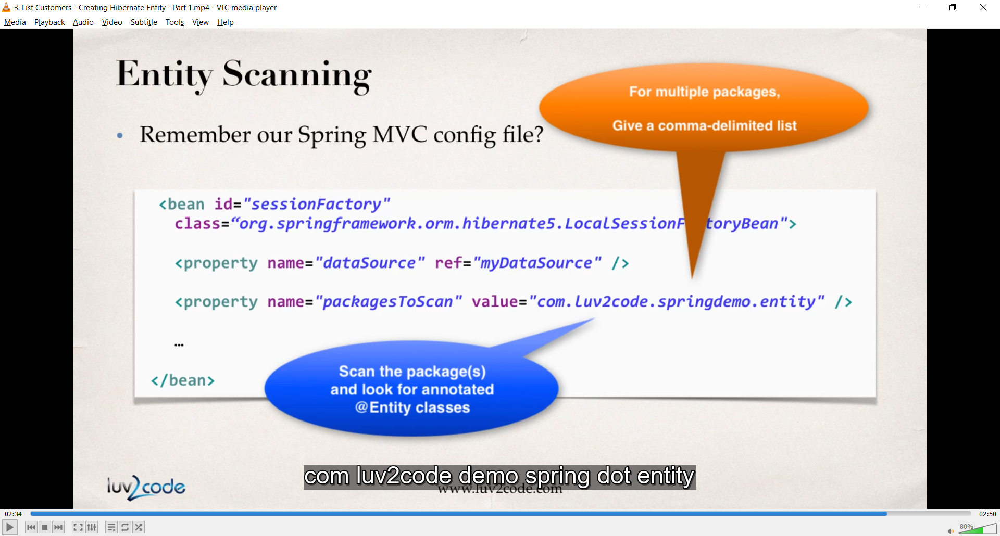 3. List Customers - Creating Hibernate Entity - Part 1.mp4 - VLC media player
Media Playback Audio Video Subtitle Tools View Help
Entity Scanning
For multiple packages,
Give a comma-delimited list
• Remember our Spring MVC config file?
<bean id="sessionFactory"
class=“org.springframework.orm.hibernate5.LocalSessionF toryBean">
<property name="dataSource" ref="myDataSource" />
<property name="packagesToScan" value="com.luv2code.springdemo.entity" />
…
</bean>
Scan the package(s)
and look for annotated
@Entity classes
com luv2code demo spring dot entity
luv2code
www.luv2code.com
02:34
02:50
80%